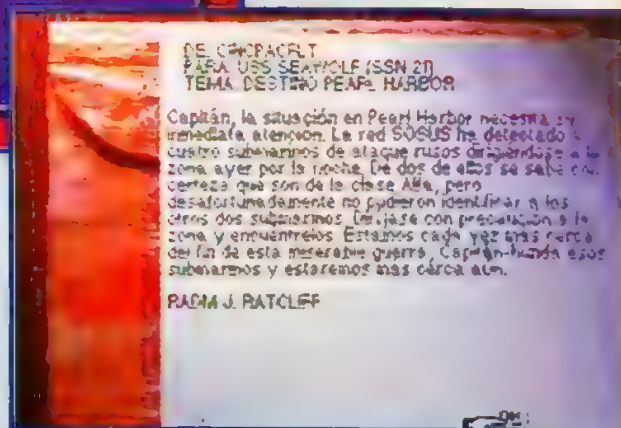 DE: CINCPACFLT
PARA: USS SEAWOLF (SSN 21)
TEMA: DESTINO PEARL HARBOR
Capitán, la situación en Pearl Harbor necesita su
inmediata atención. La red SOSUS ha detectado a
cuatro submarinos de ataque rusos dirigiéndose a la
zona ayer por la noche. De dos de ellos se sabe con
certeza que son de la clase Alfa, pero
desafortunadamente no pudieron identificar a los
otros dos submarinos. Diríjase con precaución a la
zona y encuéntrelos. Estamos cada vez más cerca
del fin de esta miserable guerra, Capitán-hunda esos
submarinos y estaremos más cerca aún.
RADM J. RATCLIFF